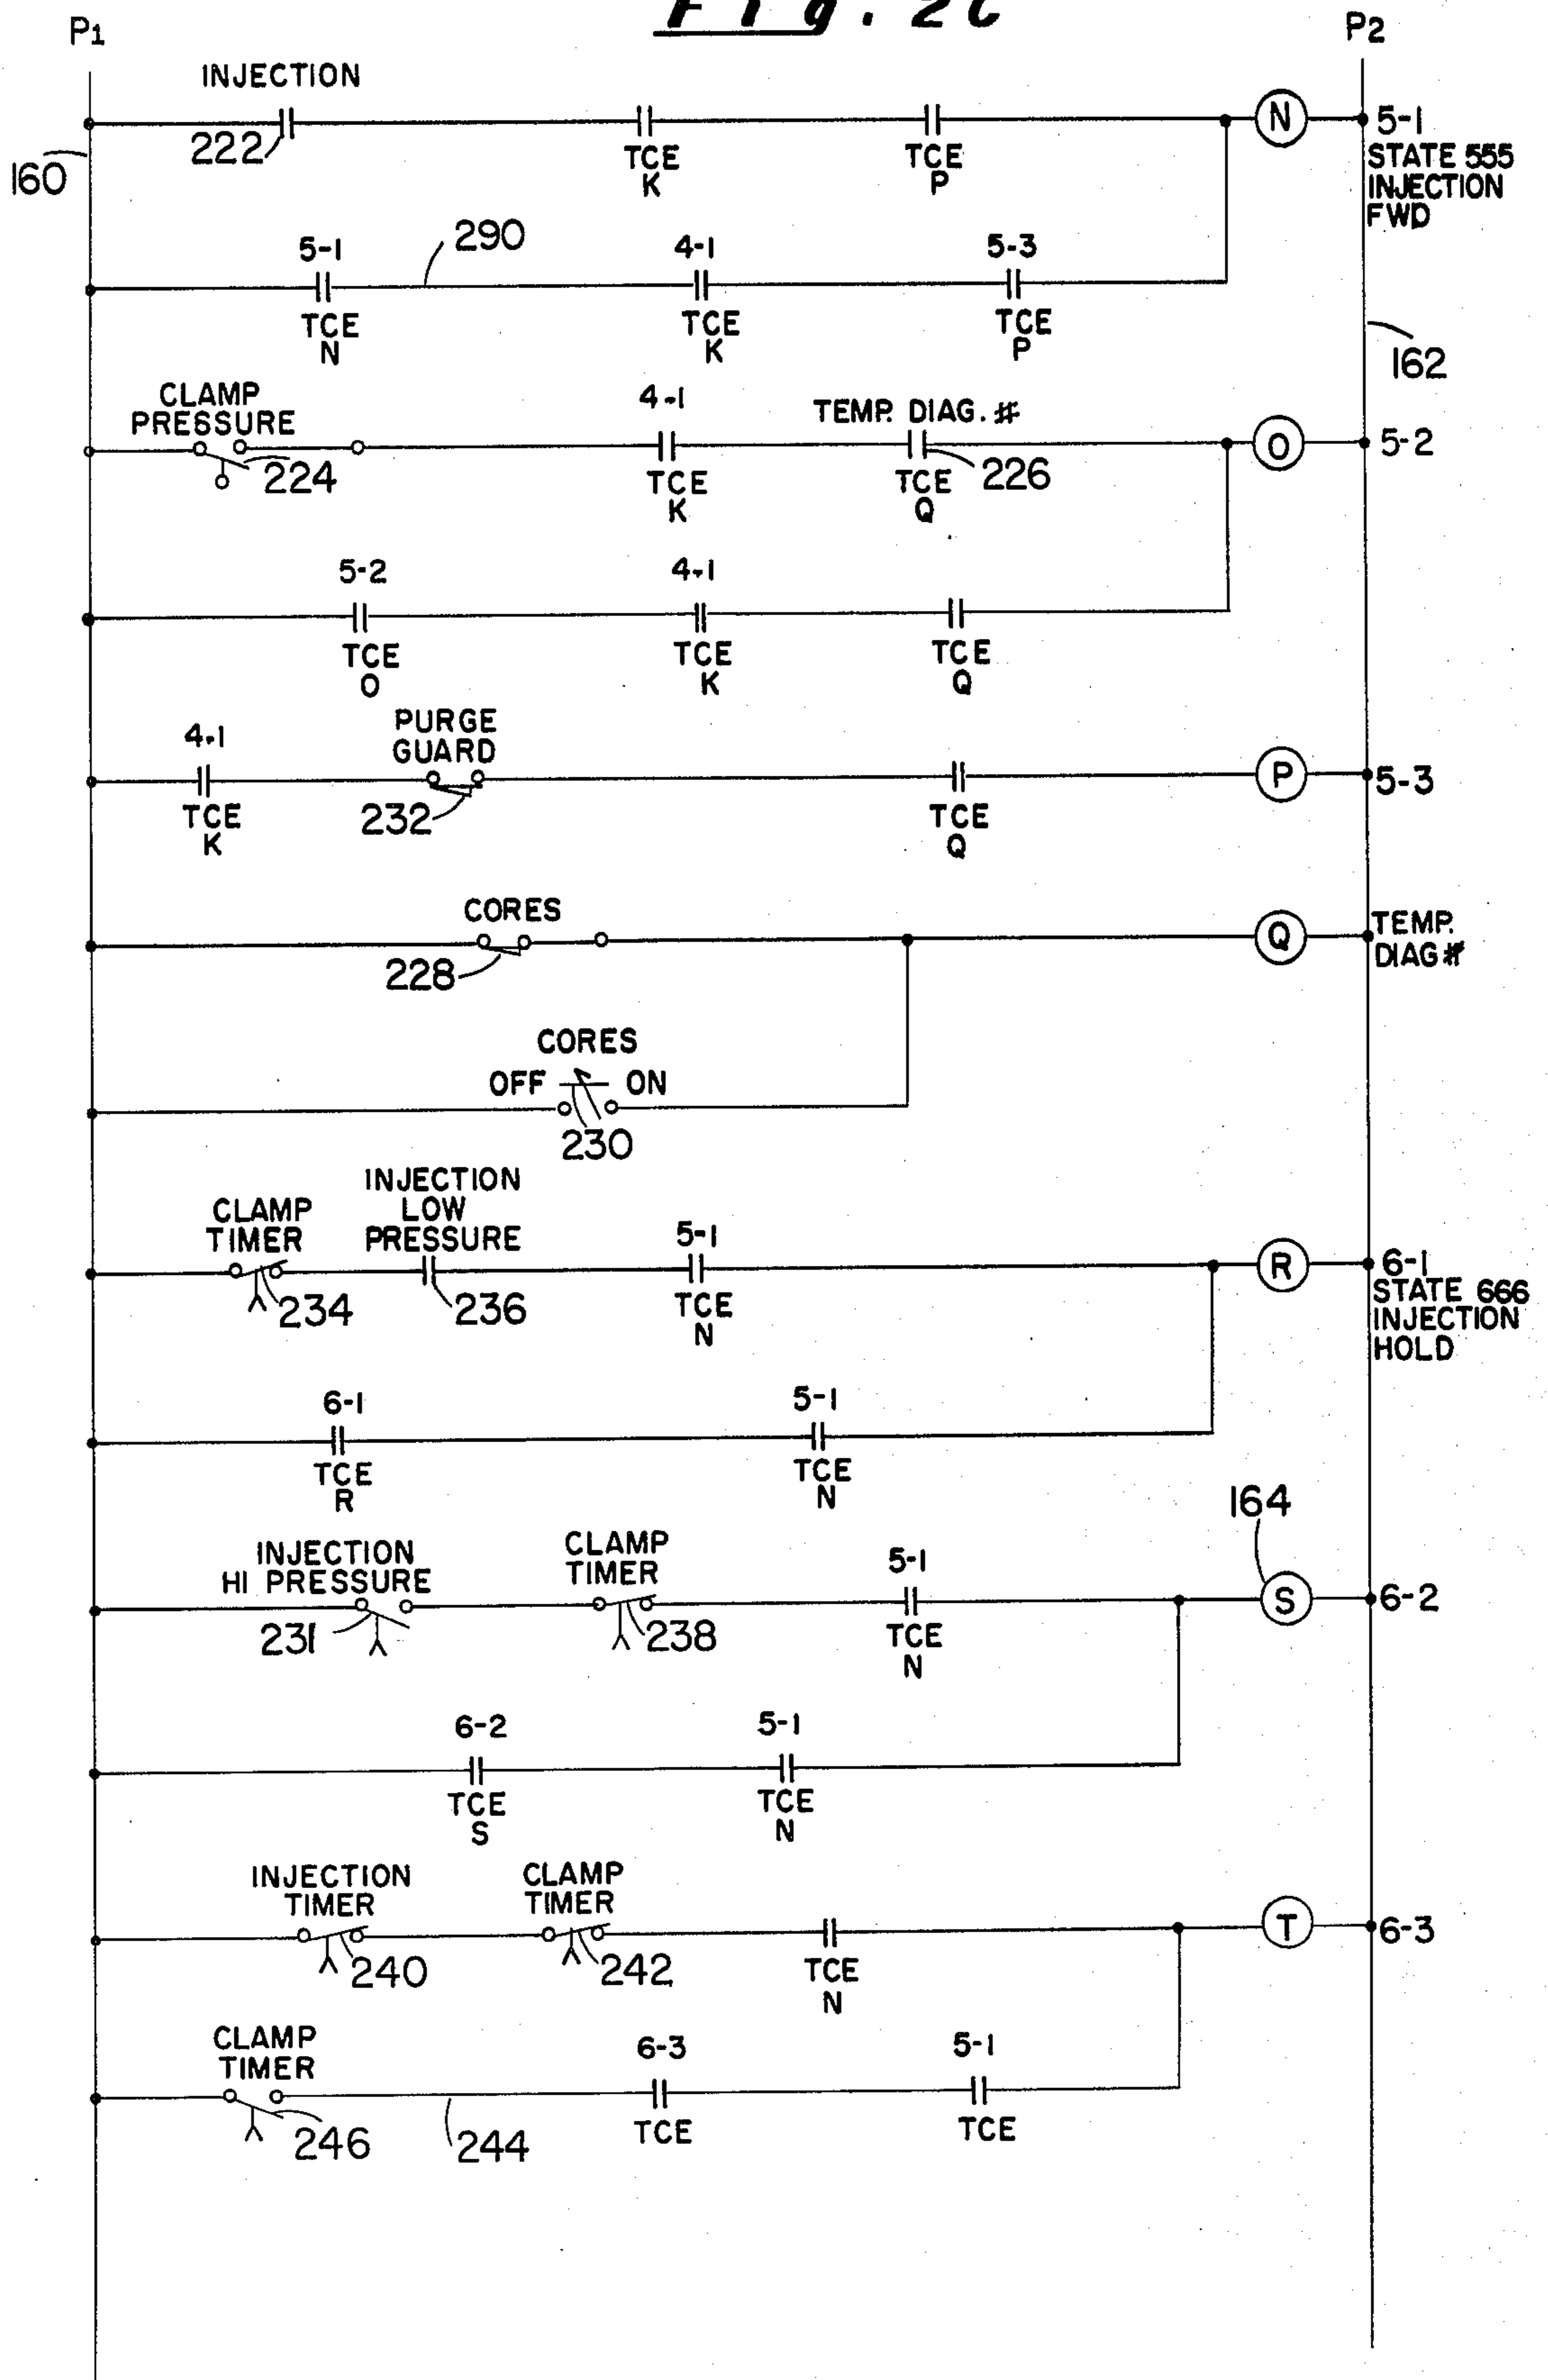 Fig. 2C
P1
P2
INJECTION
222
TCE
K
TCE
P
N
5-1
STATE 555
INJECTION
FWD
160
5-1
290
4-1
5-3
TCE
N
TCE
K
TCE
P
162
CLAMP
PRESSURE
224
4-1
TEMP. DIAG. #
TCE
K
TCE
Q
226
O
5-2
5-2
4-1
TCE
O
TCE
K
TCE
Q
4-1
PURGE
GUARD
TCE
K
232
TCE
Q
P
5-3
CORES
228
Q
TEMP.
DIAG #
CORES
OFF ON
230
CLAMP
TIMER
INJECTION
LOW
PRESSURE
5-1
234
236
TCE
N
R
6-1
STATE 666
INJECTION
HOLD
6-1
5-1
TCE
R
TCE
N
164
INJECTION
HI PRESSURE
CLAMP
TIMER
5-1
231
238
TCE
N
S
6-2
6-2
5-1
TCE
S
TCE
N
INJECTION
TIMER
CLAMP
TIMER
240
242
TCE
N
T
6-3
CLAMP
TIMER
6-3
5-1
246
244
TCE
TCE